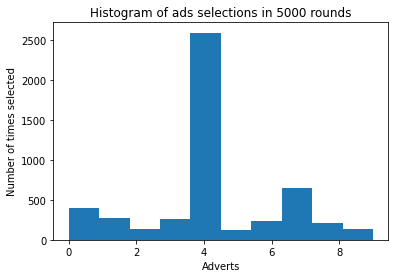 Histogram of ads selections in 5000 rounds
Number of times selected
2500
2000
1500
1000
500
0
0 2 4 6 8
Adverts